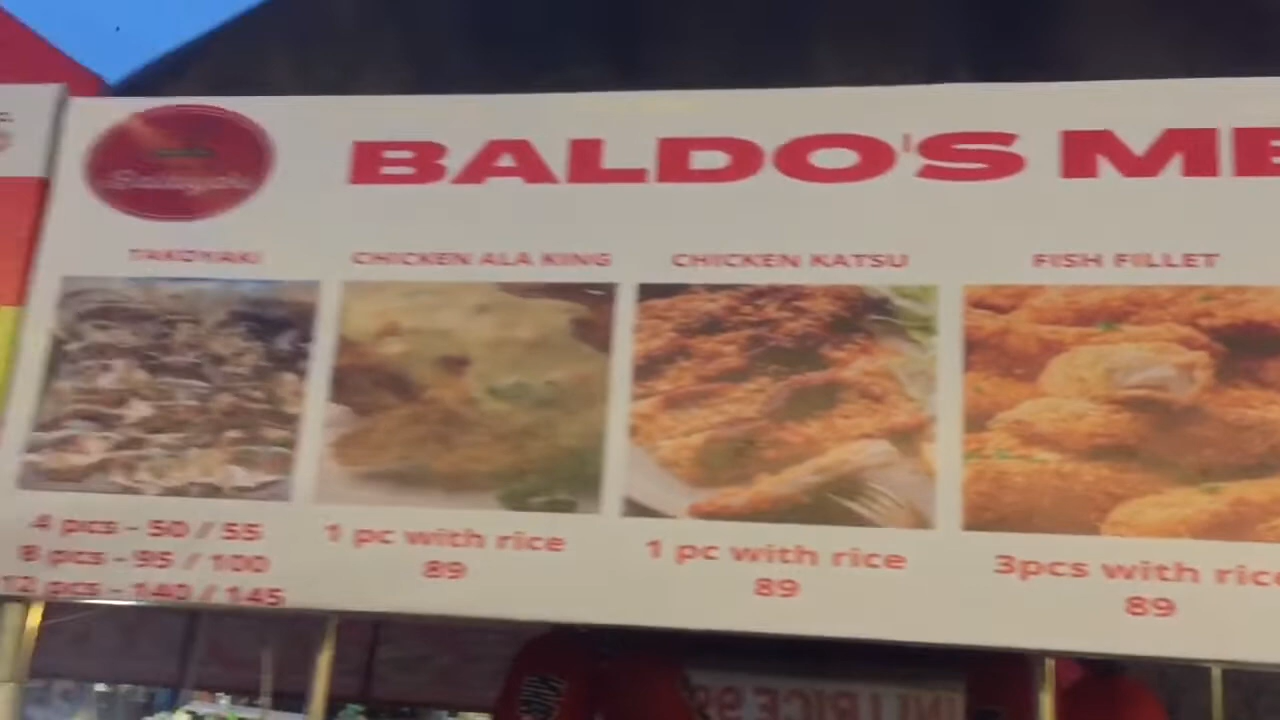 BALDO'S ME
TAKOYAKI
CHICKEN ALA KING
CHICKEN KATSU
FISH FILLET
4 pcs - 50 / 55
8 pcs - 95 / 100
12 pcs - 140 / 145
1 pc with rice
89
1 pc with rice
89
3pcs with rice
89